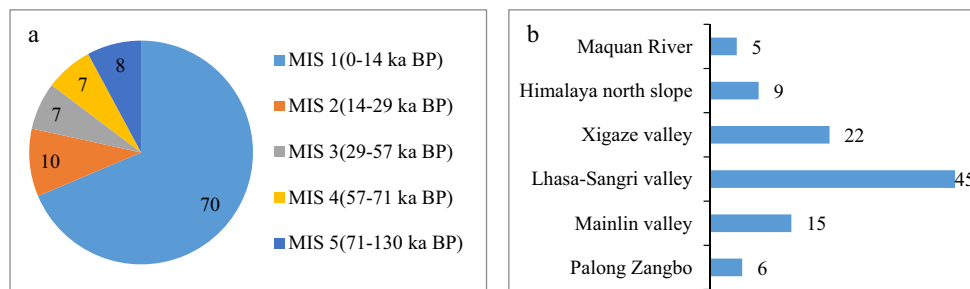 a
8
7
7
10
70
MIS 1(0-14 ka BP)
MIS 2(14-29 ka BP)
MIS 3(29-57 ka BP)
MIS 4(57-71 ka BP)
MIS 5(71-130 ka BP)
b
Maquan River 5
Himalaya north slope 9
Xigaze valley 22
Lhasa-Sangri valley 45
Mainlin valley 15
Palong Zangbo 6